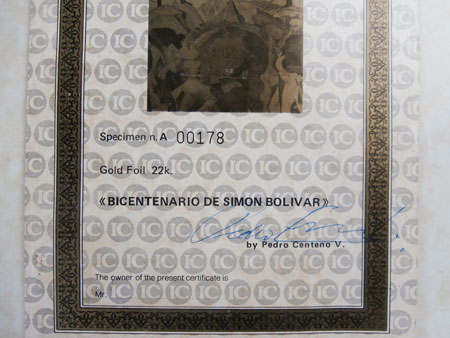 Specimen n. A 00178
Gold Foil 22k.
«BICENTENARIO DE SIMON BOLIVAR»
by Pedro Centeno V.
The owner of the present certificate is
Mr.